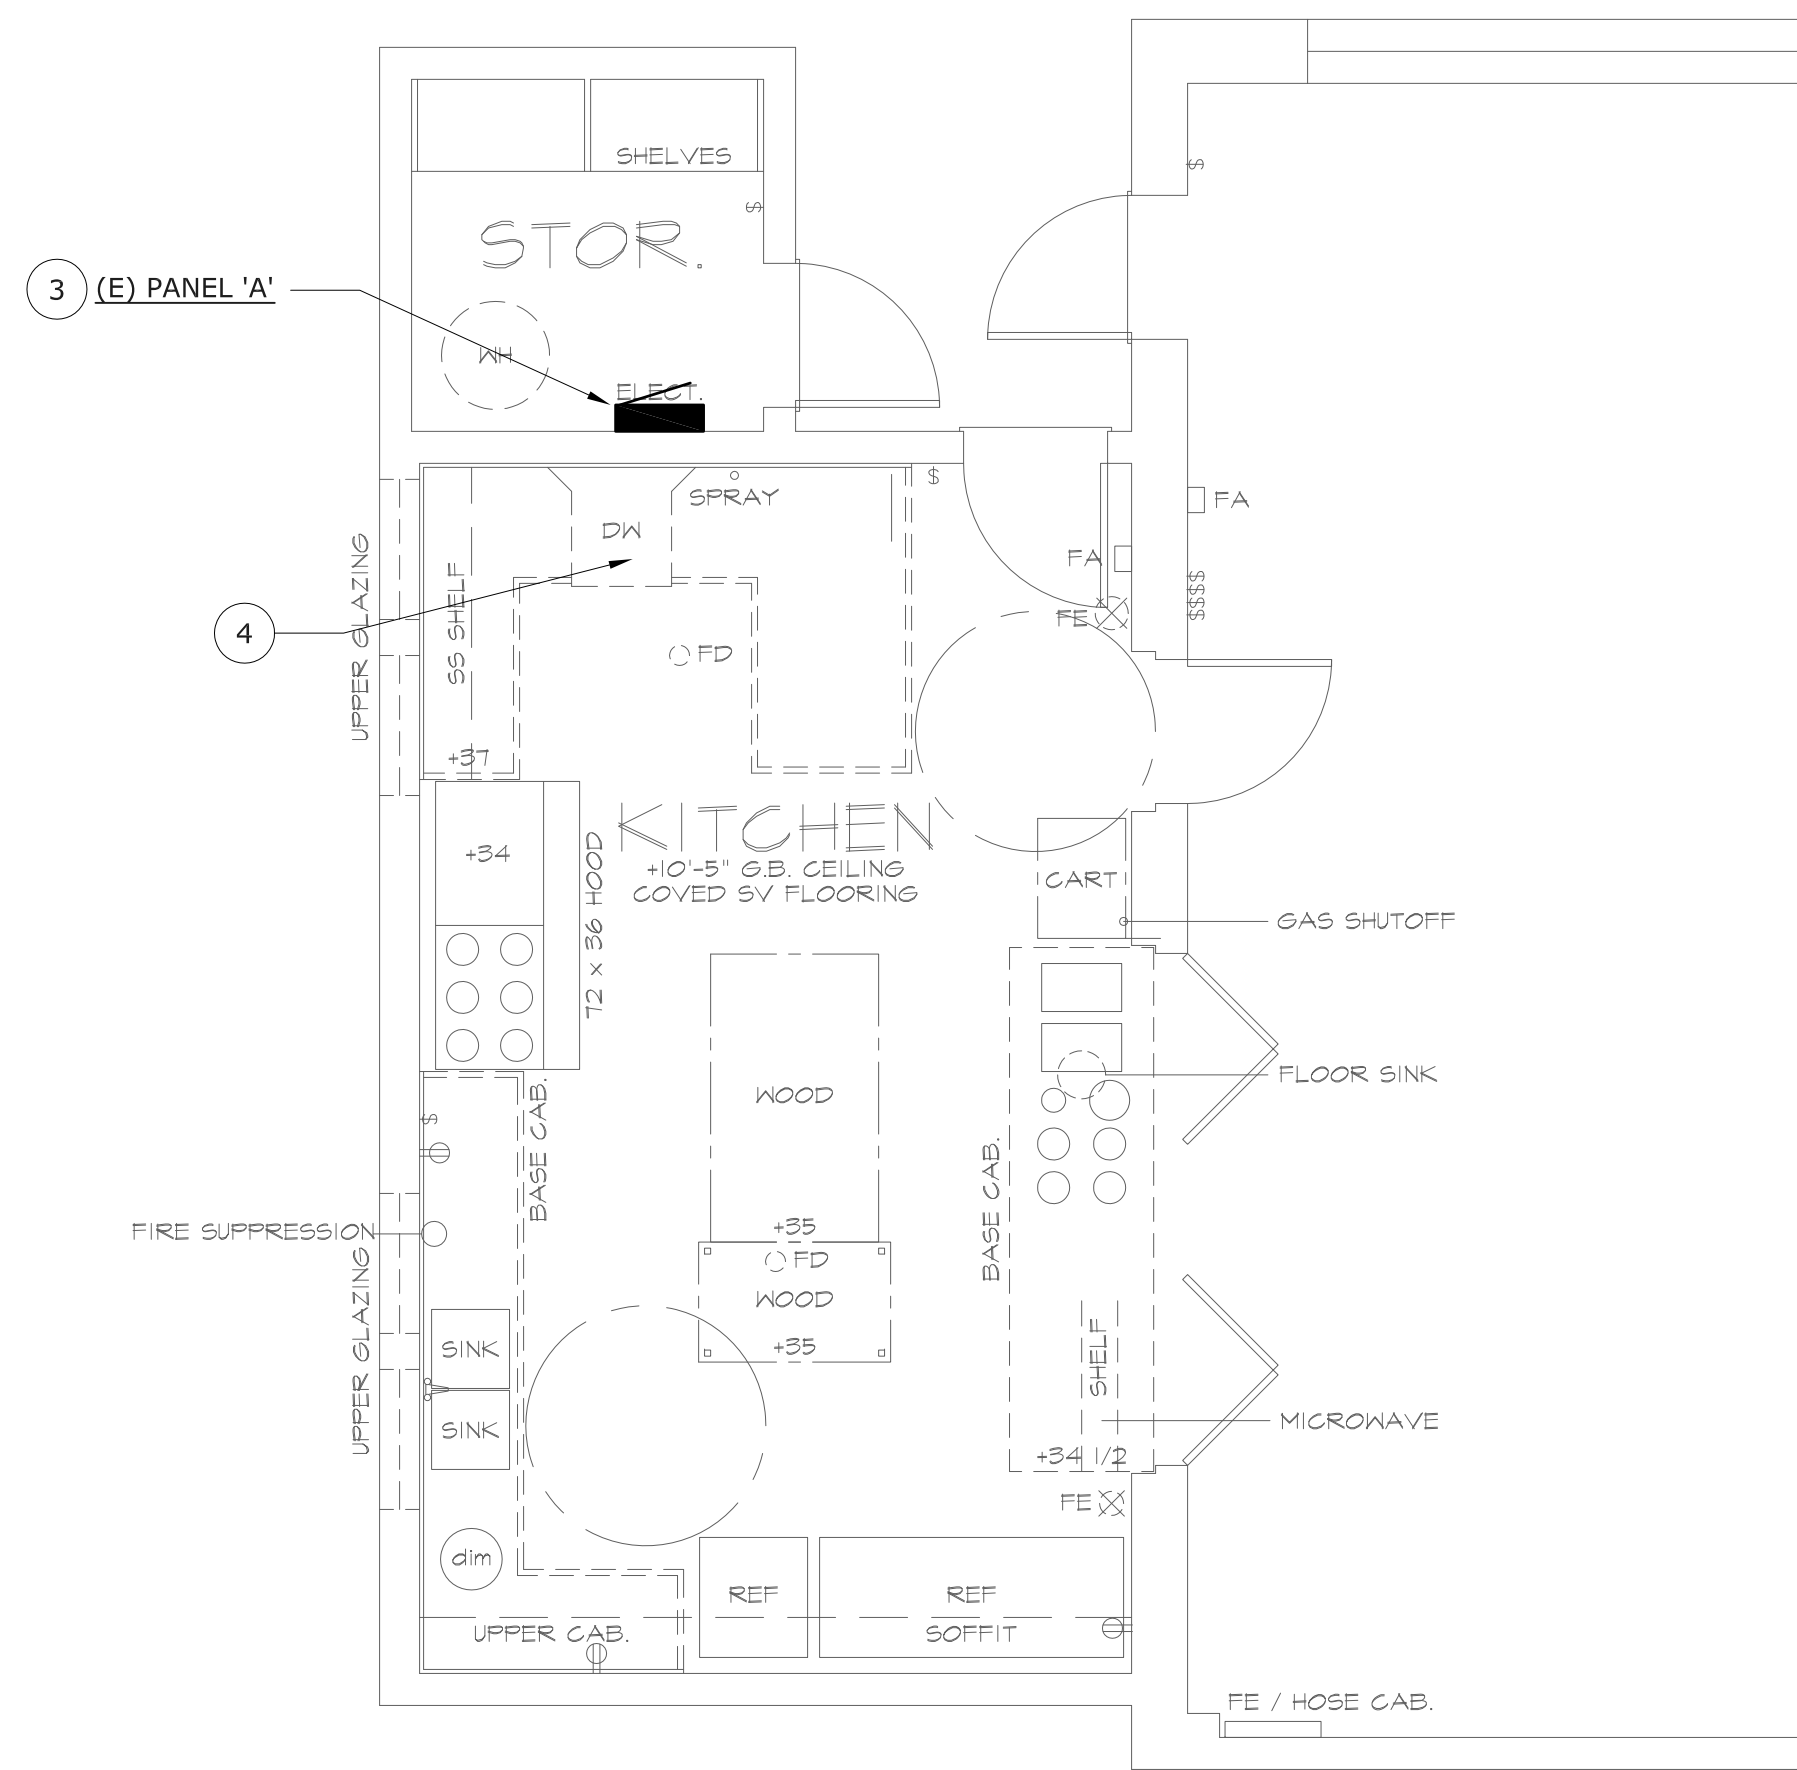 SHELVES
$
$
STOR.
3 (E) PANEL 'A'
WH
ELECT.
$
SPRAY
FA
DW
FA
$$$$
UPPER GLAZING
SS SHELF
FE
4
FD
+37
KITCHEN
+10'-5" G.B. CEILING
COVED SV FLOORING
+34
72 x 36 HOOD
CART
GAS SHUTOFF
FLOOR SINK
WOOD
$
BASE CAB.
BASE CAB.
FIRE SUPPRESSION
+35
FD
WOOD
+35
UPPER GLAZING
SINK
SINK
SHELF
MICROWAVE
+34 1/2
FE
dim
REF
REF
UPPER CAB.
SOFFIT
FE / HOSE CAB.